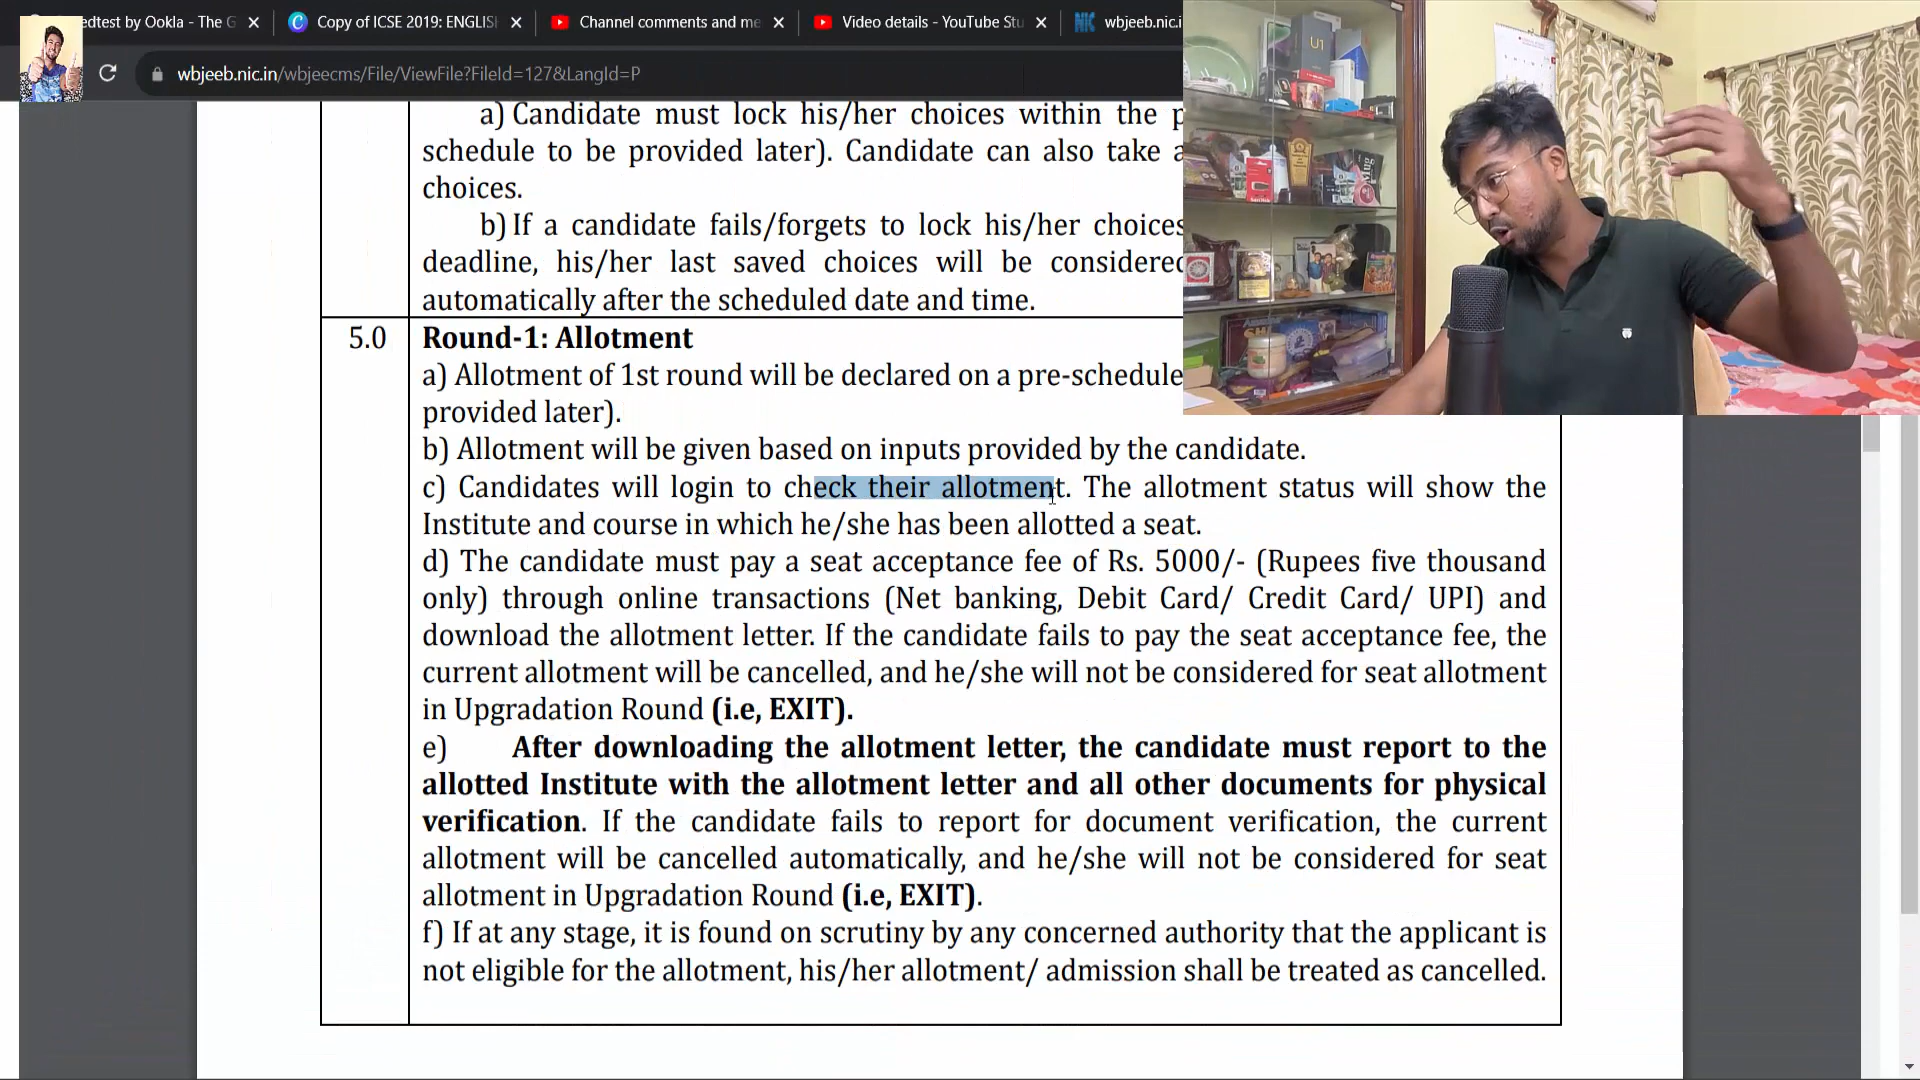 edtest by Ookla - The G
Copy of ICSE 2019: ENGLIS
Channel comments and me
Video details - YouTube Stu
wbjeeb.nic.i
wbjeeb.nic.in/wbjeecms/File/ViewFile?FileId=127&LangId=P
a) Candidate must lock his/her choices within the p
schedule to be provided later). Candidate can also take a
choices.
b) If a candidate fails/forgets to lock his/her choices
deadline, his/her last saved choices will be considered
automatically after the scheduled date and time.
5.0 Round-1: Allotment
a) Allotment of 1st round will be declared on a pre-schedule
provided later).
b) Allotment will be given based on inputs provided by the candidate.
c) Candidates will login to check their allotment. The allotment status will show the
Institute and course in which he/she has been allotted a seat.
d) The candidate must pay a seat acceptance fee of Rs. 5000/- (Rupees five thousand
only) through online transactions (Net banking, Debit Card/ Credit Card/ UPI) and
download the allotment letter. If the candidate fails to pay the seat acceptance fee, the
current allotment will be cancelled, and he/she will not be considered for seat allotment
in Upgradation Round (i.e, EXIT).
e) After downloading the allotment letter, the candidate must report to the
allotted Institute with the allotment letter and all other documents for physical
verification. If the candidate fails to report for document verification, the current
allotment will be cancelled automatically, and he/she will not be considered for seat
allotment in Upgradation Round (i.e, EXIT).
f) If at any stage, it is found on scrutiny by any concerned authority that the applicant is
not eligible for the allotment, his/her allotment/ admission shall be treated as cancelled.
NIC
U1
Mug